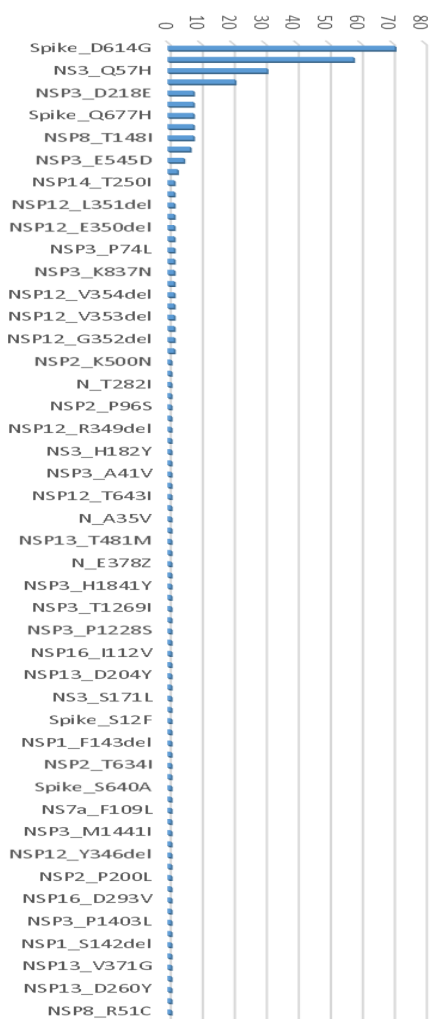 0 10 20 30 40 50 60 70 80
Spike_D614G
NS3_Q57H
NSP3_D218E
Spike_Q677H
NSP8_T148I
NSP3_E545D
NSP14_T250I
NSP12_L351del
NSP12_E350del
NSP3_P74L
NSP3_K837N
NSP12_V354del
NSP12_V353del
NSP12_G352del
NSP2_K500N
N_T282I
NSP2_P96S
NSP12_R349del
NS3_H182Y
NSP3_A41V
NSP12_T643I
N_A35V
NSP13_T481M
N_E378Z
NSP3_H1841Y
NSP3_T1269I
NSP3_P1228S
NSP16_I112V
NSP13_D204Y
NS3_S171L
Spike_S12F
NSP1_F143del
NSP2_T634I
Spike_S640A
NS7a_F109L
NSP3_M1441I
NSP12_Y346del
NSP2_P200L
NSP16_D293V
NSP3_P1403L
NSP1_S142del
NSP13_V371G
NSP13_D260Y
NSP8_R51C